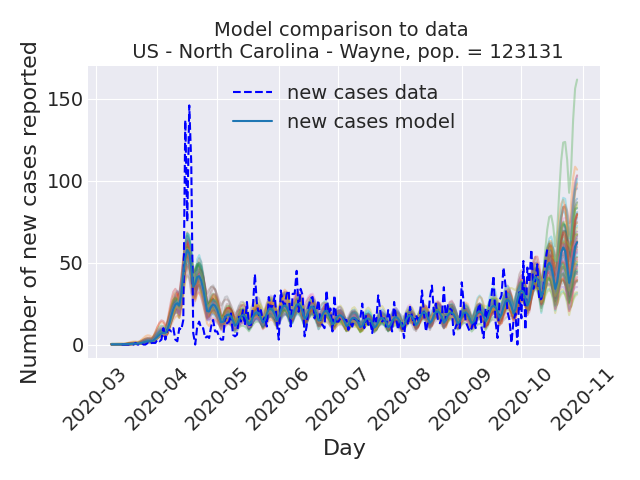 Model comparison to data
US - North Carolina - Wayne, pop. = 123131
Number of new cases reported
150
100
50
0
new cases data
new cases model
2020-03
2020-04
2020-05
2020-06
2020-07
2020-08
2020-09
2020-10
2020-11
Day